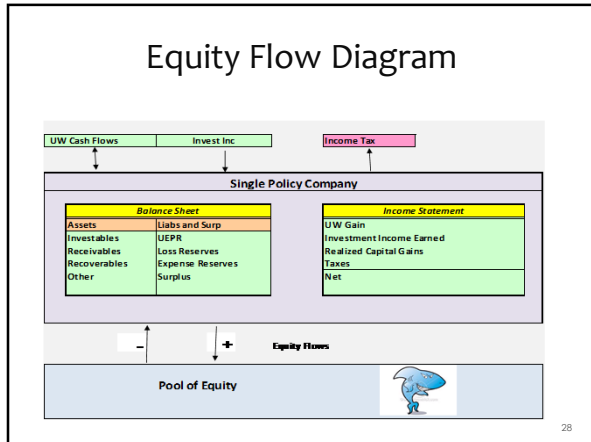 Equity Flow Diagram
UW Cash Flows Invest Inc Income Tax
Single Policy Company
Balance Sheet Income Statement
Assets Liabs and Surp UW Gain
Investables UEPR Investment Income Earned
Receivables Loss Reserves Realized Capital Gains
Recoverables Expense Reserves Taxes
Other Surplus Net
– + Equity Flows
Pool of Equity
28